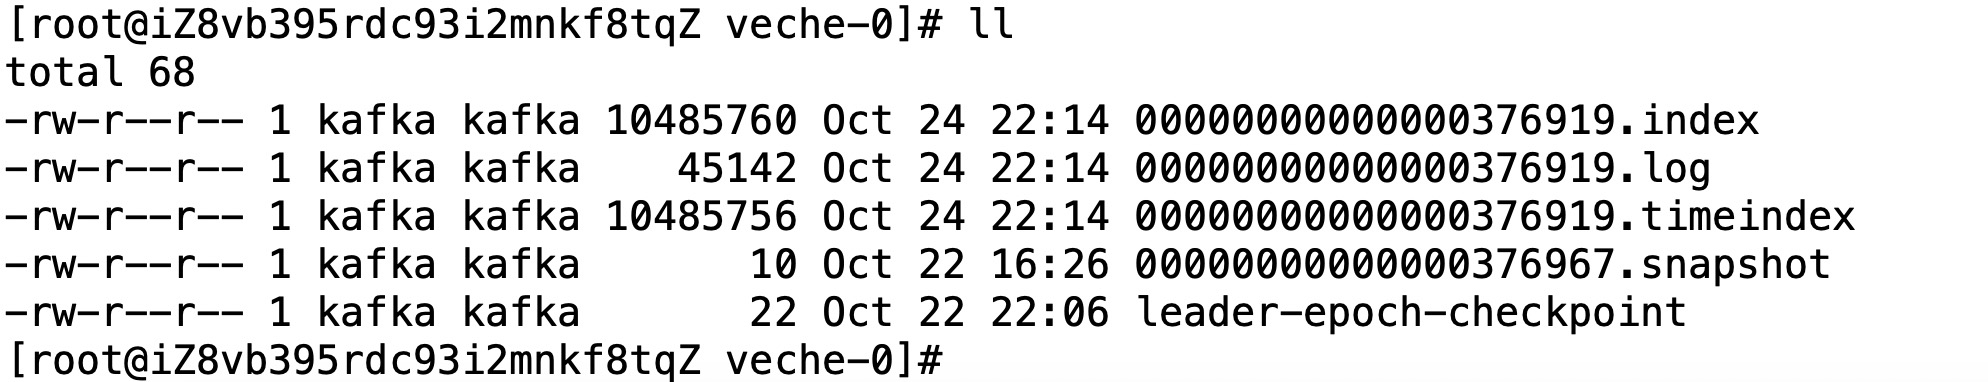 [root@iZ8vb395rdc93i2mnkf8tqZ veche-0]# ll
total 68
-rw-r--r-- 1 kafka kafka 10485760 Oct 24 22:14 00000000000000376919.index
-rw-r--r-- 1 kafka kafka    45142 Oct 24 22:14 00000000000000376919.log
-rw-r--r-- 1 kafka kafka 10485756 Oct 24 22:14 00000000000000376919.timeindex
-rw-r--r-- 1 kafka kafka       10 Oct 22 16:26 00000000000000376967.snapshot
-rw-r--r-- 1 kafka kafka       22 Oct 22 22:06 leader-epoch-checkpoint
[root@iZ8vb395rdc93i2mnkf8tqZ veche-0]#